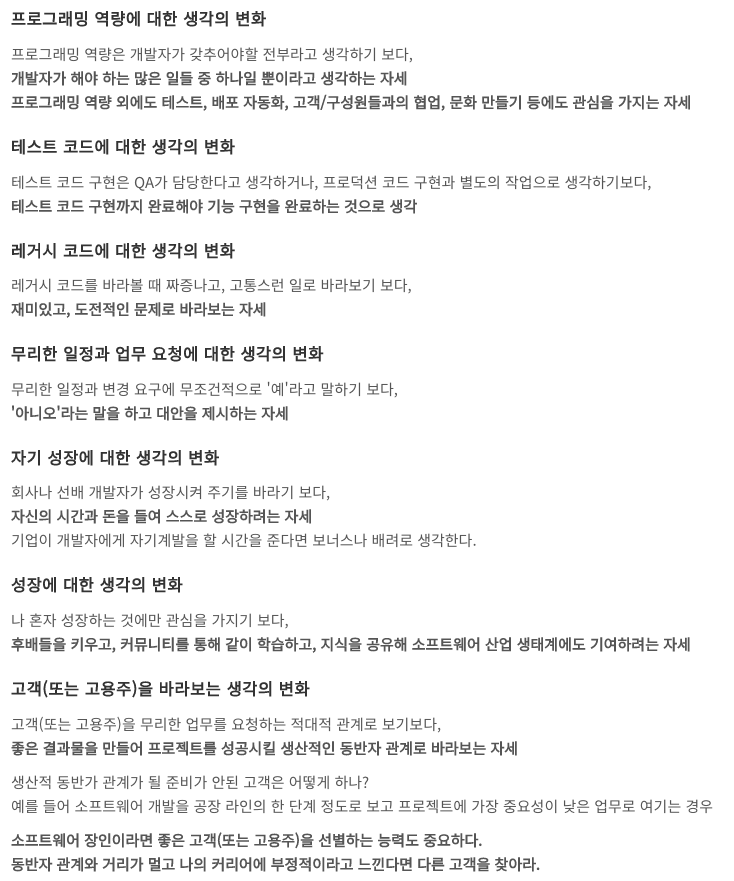 프로그래밍 역량에 대한 생각의 변화
프로그래밍 역량은 개발자가 갖추어야할 전부라고 생각하기 보다,
개발자가 해야 하는 많은 일들 중 하나일 뿐이라고 생각하는 자세
프로그래밍 역량 외에도 테스트, 배포 자동화, 고객/구성원들과의 협업, 문화 만들기 등에도 관심을 가지는 자세
테스트 코드에 대한 생각의 변화
테스트 코드 구현은 QA가 담당한다고 생각하거나, 프로덕션 코드 구현과 별도의 작업으로 생각하기보다,
테스트 코드 구현까지 완료해야 기능 구현을 완료하는 것으로 생각
레거시 코드에 대한 생각의 변화
레거시 코드를 바라볼 때 짜증나고, 고통스런 일로 바라보기 보다,
재미있고, 도전적인 문제로 바라보는 자세
무리한 일정과 업무 요청에 대한 생각의 변화
무리한 일정과 변경 요구에 무조건적으로 '예'라고 말하기 보다,
'아니오'라는 말을 하고 대안을 제시하는 자세
자기 성장에 대한 생각의 변화
회사나 선배 개발자가 성장시켜 주기를 바라기 보다,
자신의 시간과 돈을 들여 스스로 성장하려는 자세
기업이 개발자에게 자기계발을 할 시간을 준다면 보너스나 배려로 생각한다.
성장에 대한 생각의 변화
나 혼자 성장하는 것에만 관심을 가지기 보다,
후배들을 키우고, 커뮤니티를 통해 같이 학습하고, 지식을 공유해 소프트웨어 산업 생태계에도 기여하려는 자세
고객(또는 고용주)을 바라보는 생각의 변화
고객(또는 고용주)을 무리한 업무를 요청하는 적대적 관계로 보기보다,
좋은 결과물을 만들어 프로젝트를 성공시킬 생산적인 동반자 관계로 바라보는 자세
생산적 동반가 관계가 될 준비가 안된 고객은 어떻게 하나?
예를 들어 소프트웨어 개발을 공장 라인의 한 단계 정도로 보고 프로젝트에 가장 중요성이 낮은 업무로 여기는 경우
소프트웨어 장인이라면 좋은 고객(또는 고용주)을 선별하는 능력도 중요하다.
동반자 관계와 거리가 멀고 나의 커리어에 부정적이라고 느낀다면 다른 고객을 찾아라.